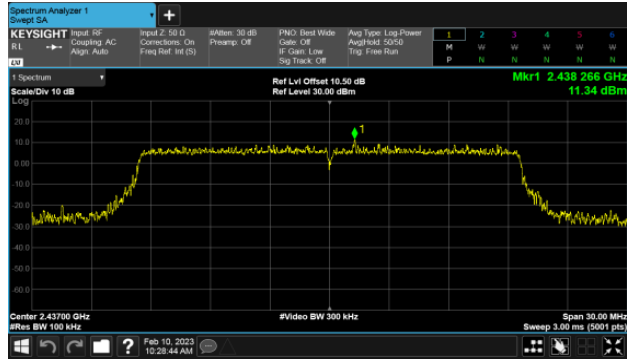 Spectrum Analyzer 1
Swept SA
KEYSIGHT
RL
LXI
Input: RF
Coupling: AC
Align: Auto
Input Z: 50 Ω
Corrections: On
Freq Ref: Int (S)
#Atten: 30 dB
Preamp: Off
PNO: Best Wide
Gate: Off
IF Gain: Low
Sig Track: Off
Avg Type: Log-Power
Avg|Hold: 50/50
Trig: Free Run
1 2 3 4 5 6
M W W W W W
P N N N N N
1 Spectrum
Scale/Div 10 dB
Ref Lvl Offset 10.50 dB
Ref Level 30.00 dBm
Mkr1 2.438 266 GHz
11.34 dBm
Log
20.0
10.0
0.00
-10.0
-20.0
-30.0
-40.0
-50.0
-60.0
1
Center 2.43700 GHz
#Res BW 100 kHz
#Video BW 300 kHz
Span 30.00 MHz
Sweep 3.00 ms (5001 pts)
?
Feb 10, 2023
10:28:44 AM